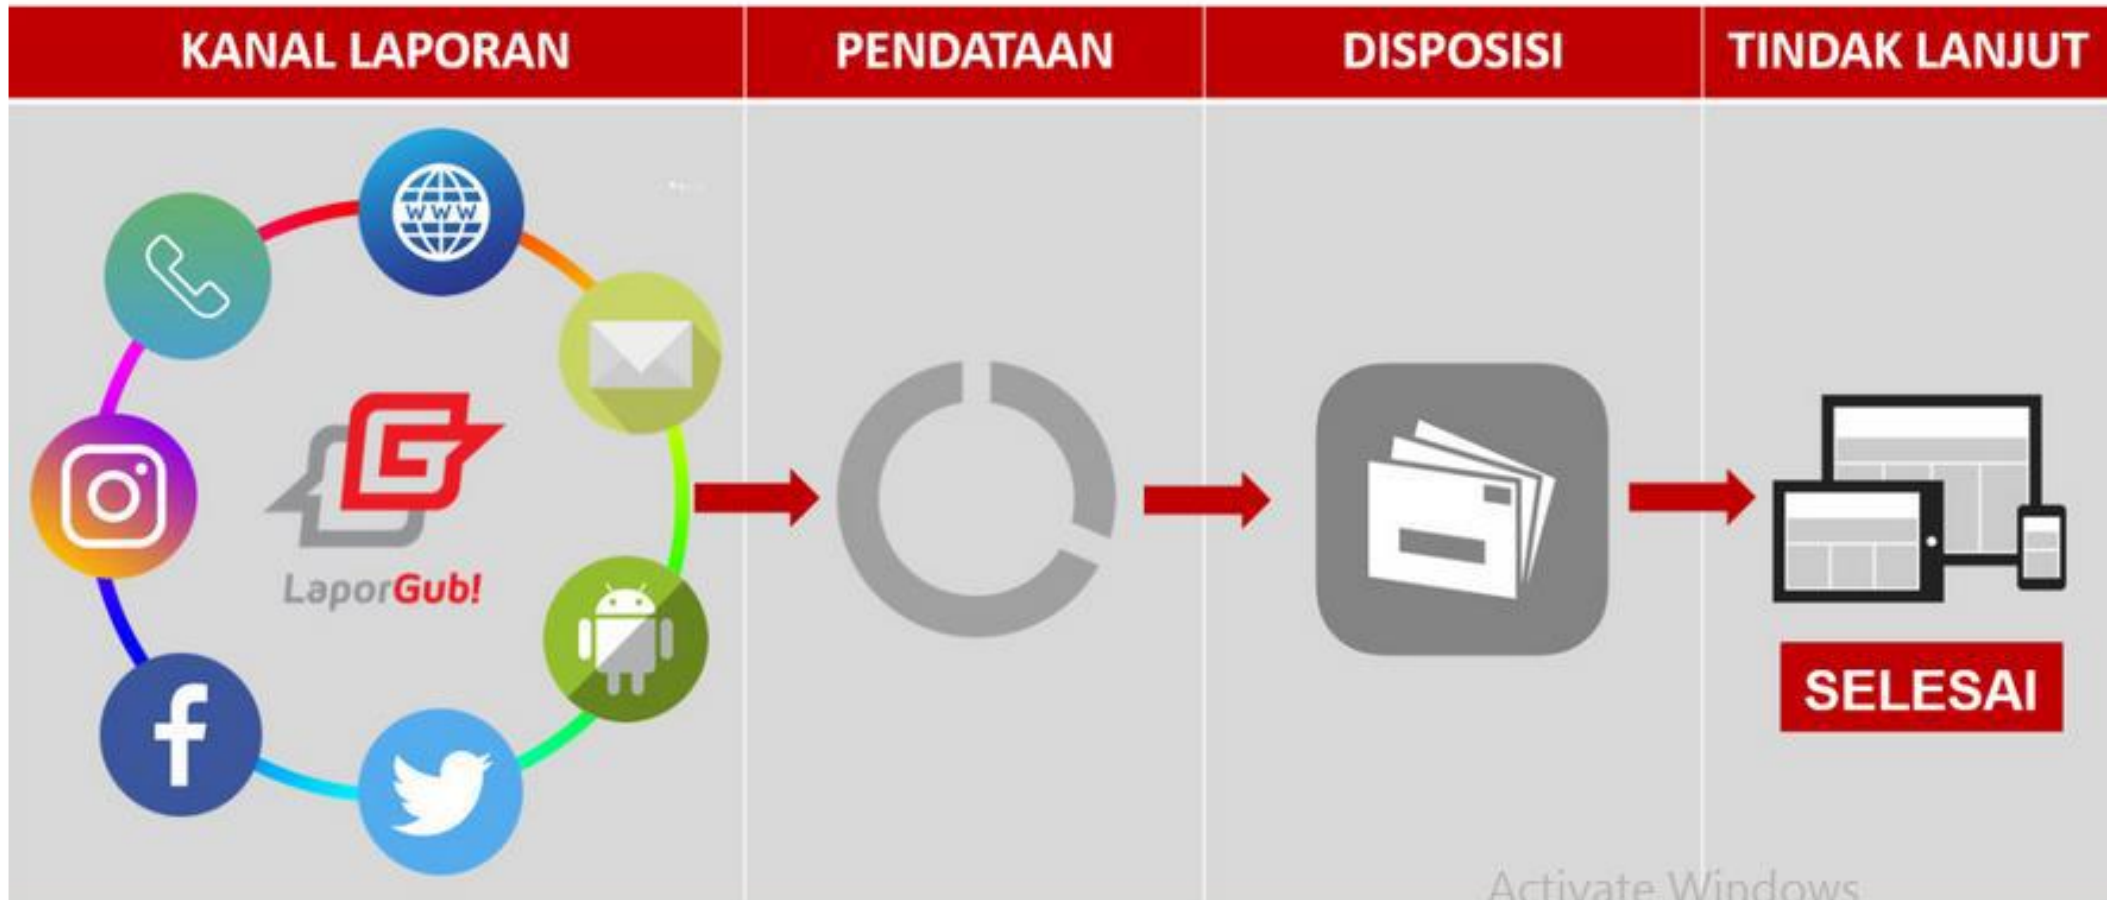 KANAL LAPORAN
PENDATAAN
DISPOSISI
TINDAK LANJUT
WWW
LaporGub!
SELESAI
Activate Windows